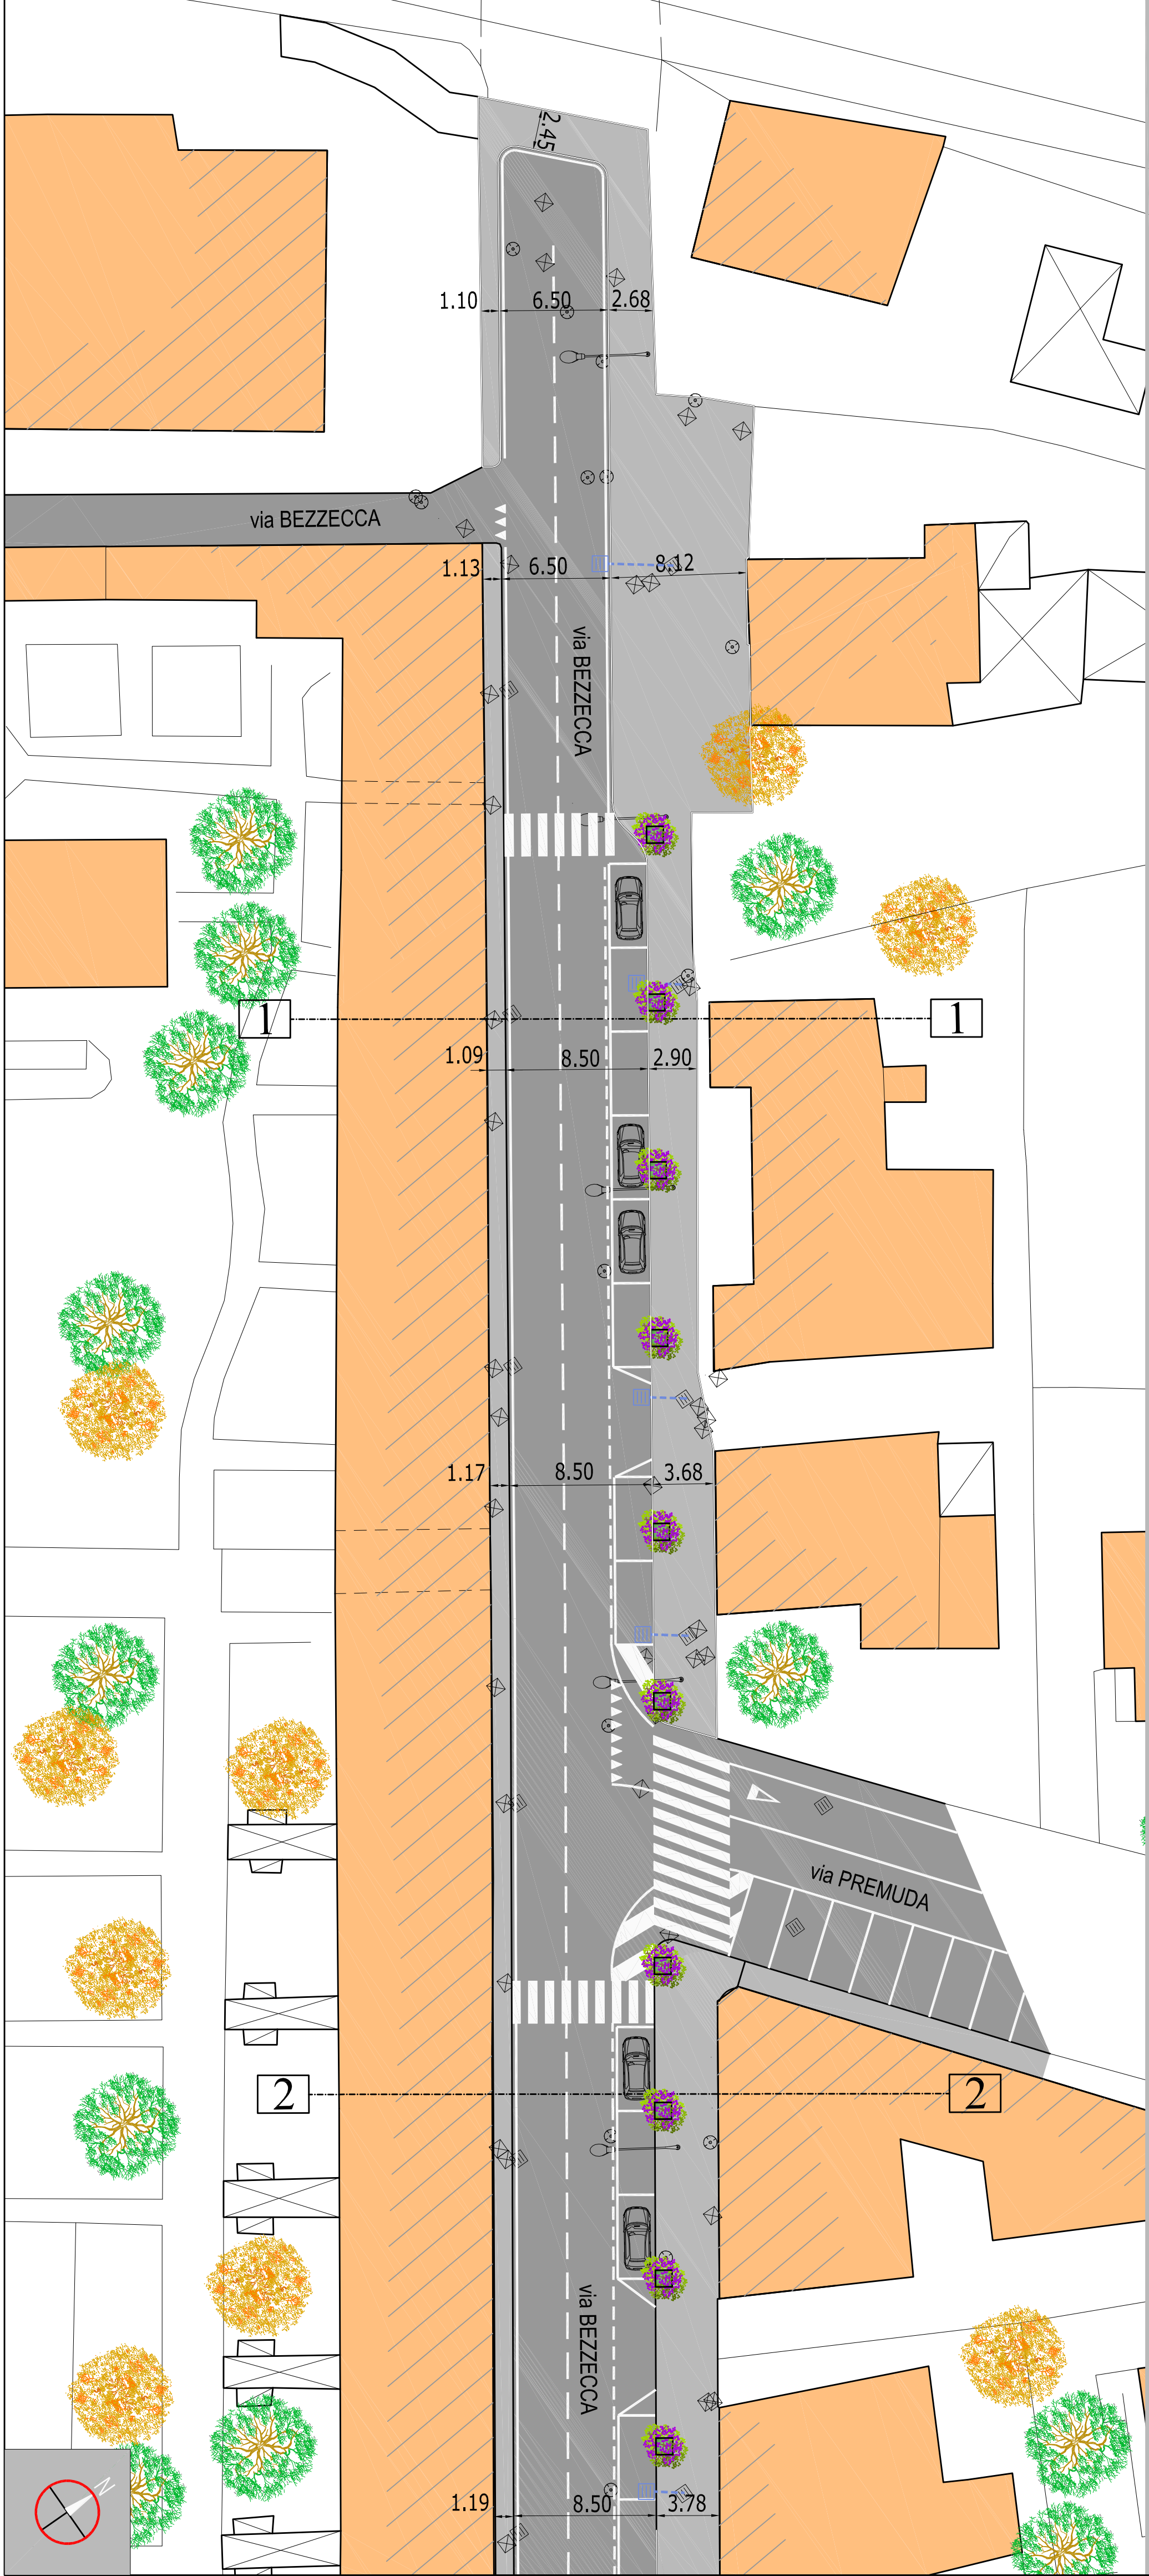 2.45
1.10 6.50 2.68
via BEZZECCA
1.13 6.50 8.12
via BEZZECCA
1 1
1.09 8.50 2.90
1.17 8.50 3.68
via PREMUDA
2 2
via BEZZECCA
N
1.19 8.50 3.78